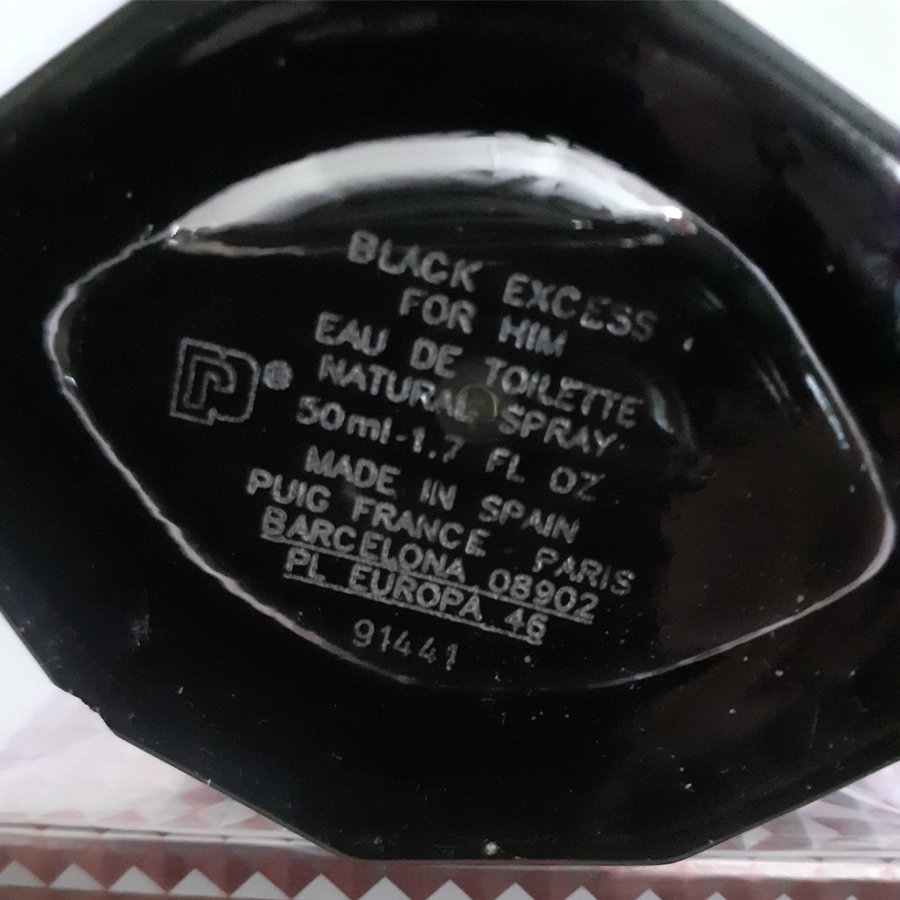 BLACK EXCESS
FOR HIM
EAU DE TOILETTE
NATURAL SPRAY
50ml-1.7 FL OZ
MADE IN SPAIN
PUIG FRANCE PARIS
BARCELONA 08902
PL EUROPA 46
91441